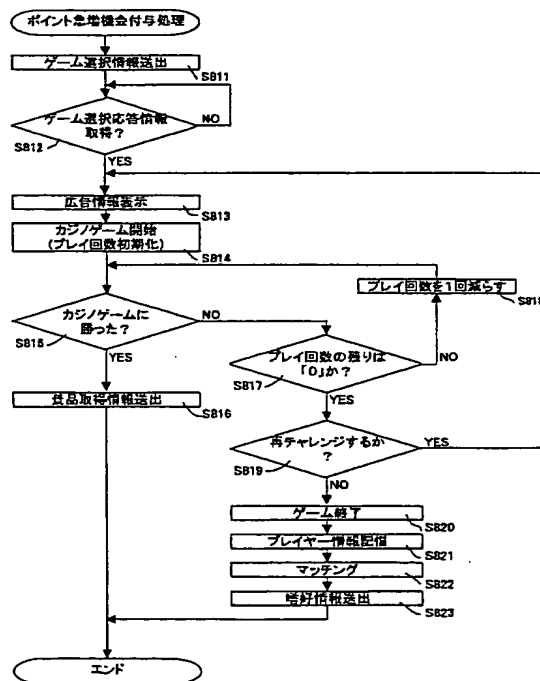 ポイント急増機会付与処理
ゲーム選択情報送出
S811
ゲーム選択応答情報
取得？
NO
S812
YES
広告情報表示
S813
カジノゲーム開始
(プレイ回数初期化)
S814
プレイ回数を1回減らす
S818
カジノゲームに
勝った？
NO
S815
YES
プレイ回数の残りは
「0」か？
NO
S817
YES
景品取得情報送出
S816
再チャレンジするか
？
YES
S819
NO
ゲーム終了
S820
プレイヤー情報配信
S821
マッチング
S822
嗜好情報送出
S823
エンド